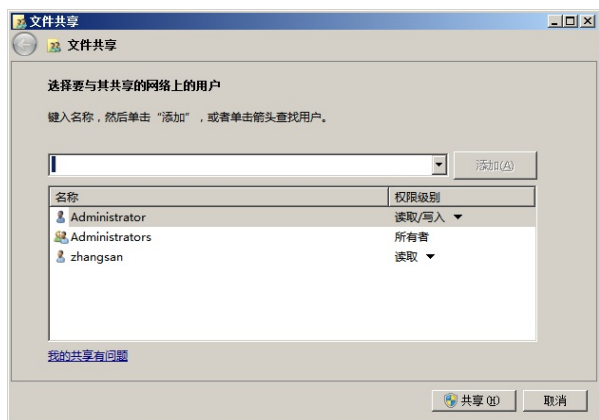 文件共享
文件共享
选择要与其共享的网络上的用户
键入名称，然后单击“添加”，或者单击箭头查找用户。
添加(A)
名称 权限级别
Administrator 读取/写入
Administrators 所有者
zhangsan 读取
我的共享有问题
共享(H) 取消